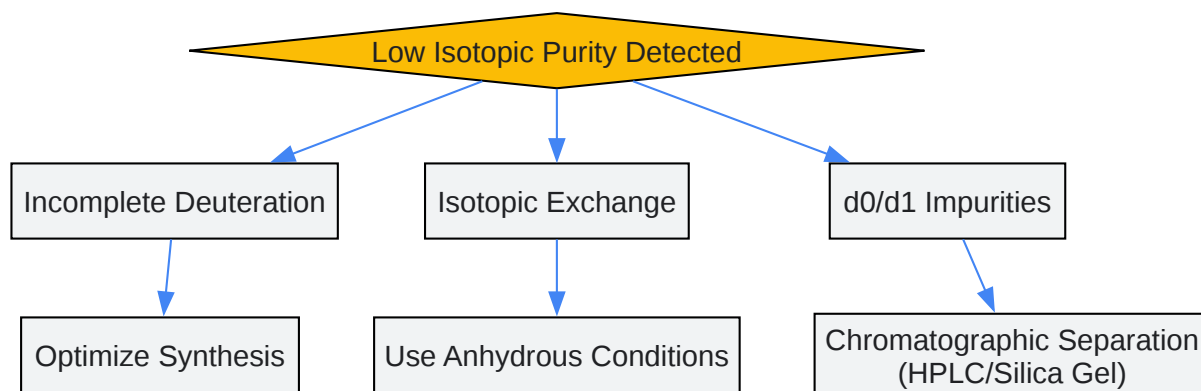 Low Isotopic Purity Detected
Incomplete Deuteration
Isotopic Exchange
d0/d1 Impurities
Optimize Synthesis
Use Anhydrous Conditions
Chromatographic Separation
(HPLC/Silica Gel)